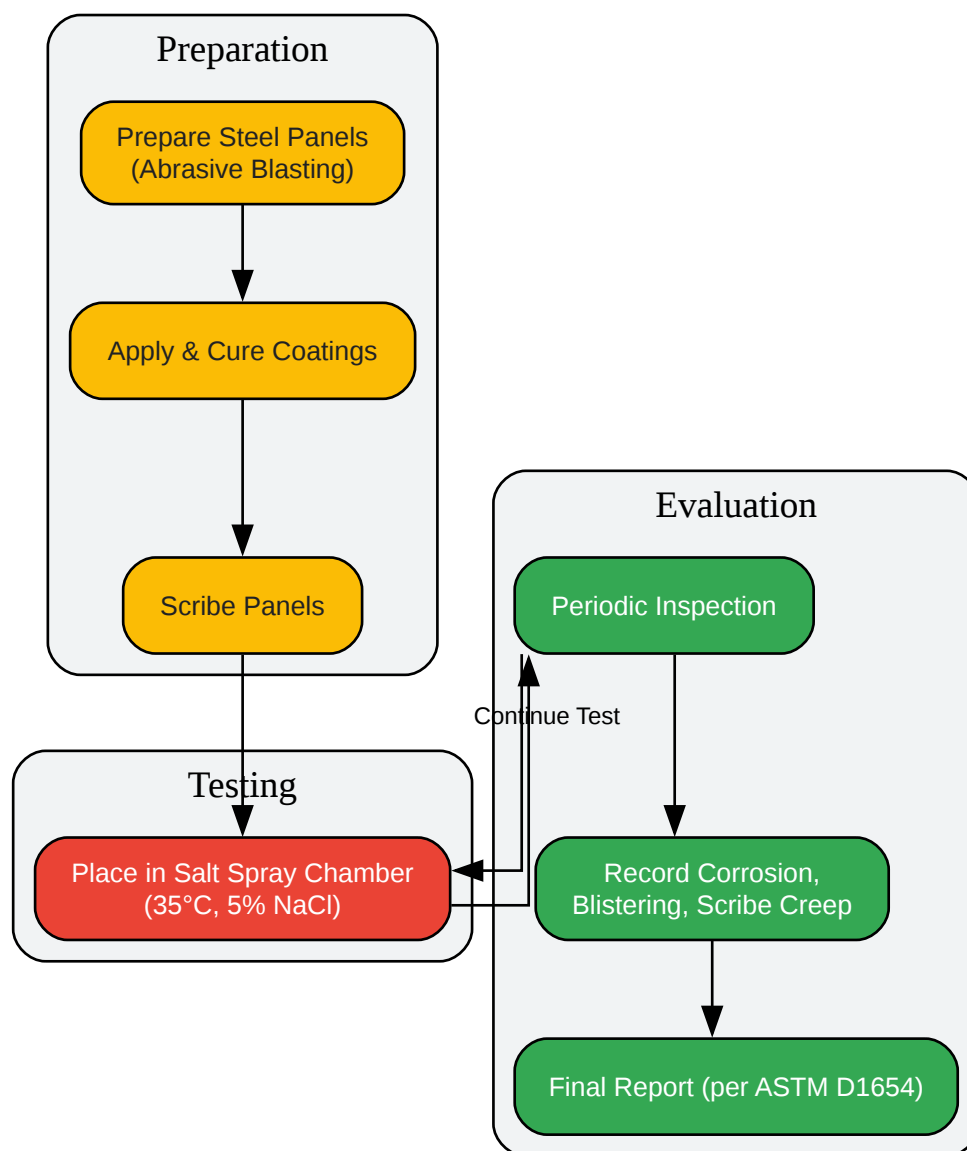 Preparation
Prepare Steel Panels
(Abrasive Blasting)
Apply & Cure Coatings
Scribe Panels
Testing
Place in Salt Spray Chamber
(35°C, 5% NaCl)
Continue Test
Evaluation
Periodic Inspection
Record Corrosion,
Blistering, Scribe Creep
Final Report (per ASTM D1654)